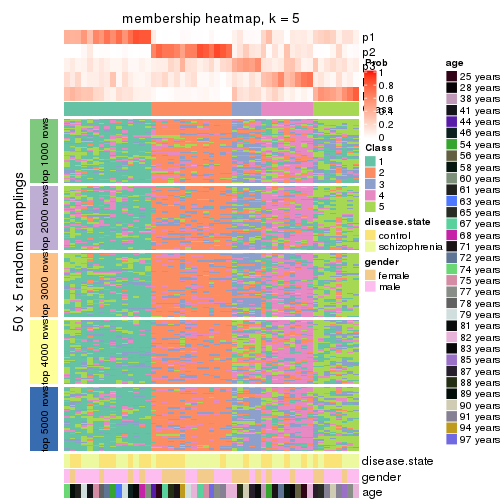 membership heatmap, k = 5
p1
p2
p3
Prob
1
0.8
0.6
0.4
0.2
0
Class
1
2
3
4
5
disease.state
control
schizophrenia
gender
female
male
age
25 years
28 years
38 years
41 years
44 years
46 years
54 years
56 years
58 years
60 years
61 years
63 years
65 years
67 years
68 years
71 years
72 years
74 years
75 years
77 years
78 years
79 years
81 years
82 years
83 years
85 years
87 years
88 years
89 years
90 years
91 years
94 years
97 years
50 x 5 random samplings
top 1000 rows
top 2000 rows
top 3000 rows
top 4000 rows
top 5000 rows
disease.state
gender
age